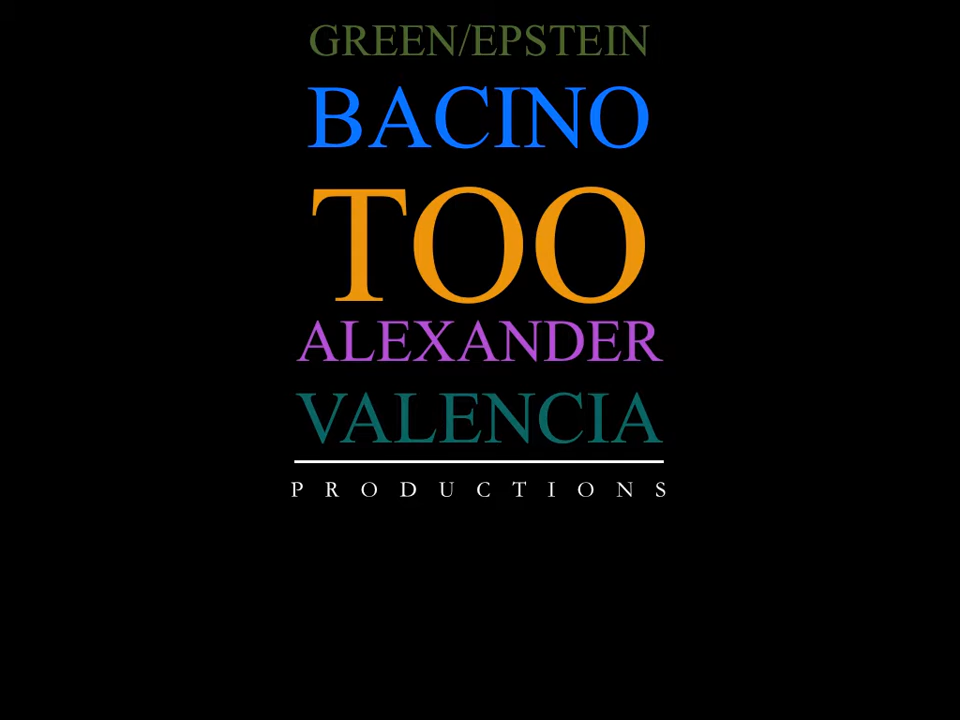 GREEN/EPSTEIN
BACINO
TOO
ALEXANDER
VALENCIA
PRODUCTIONS